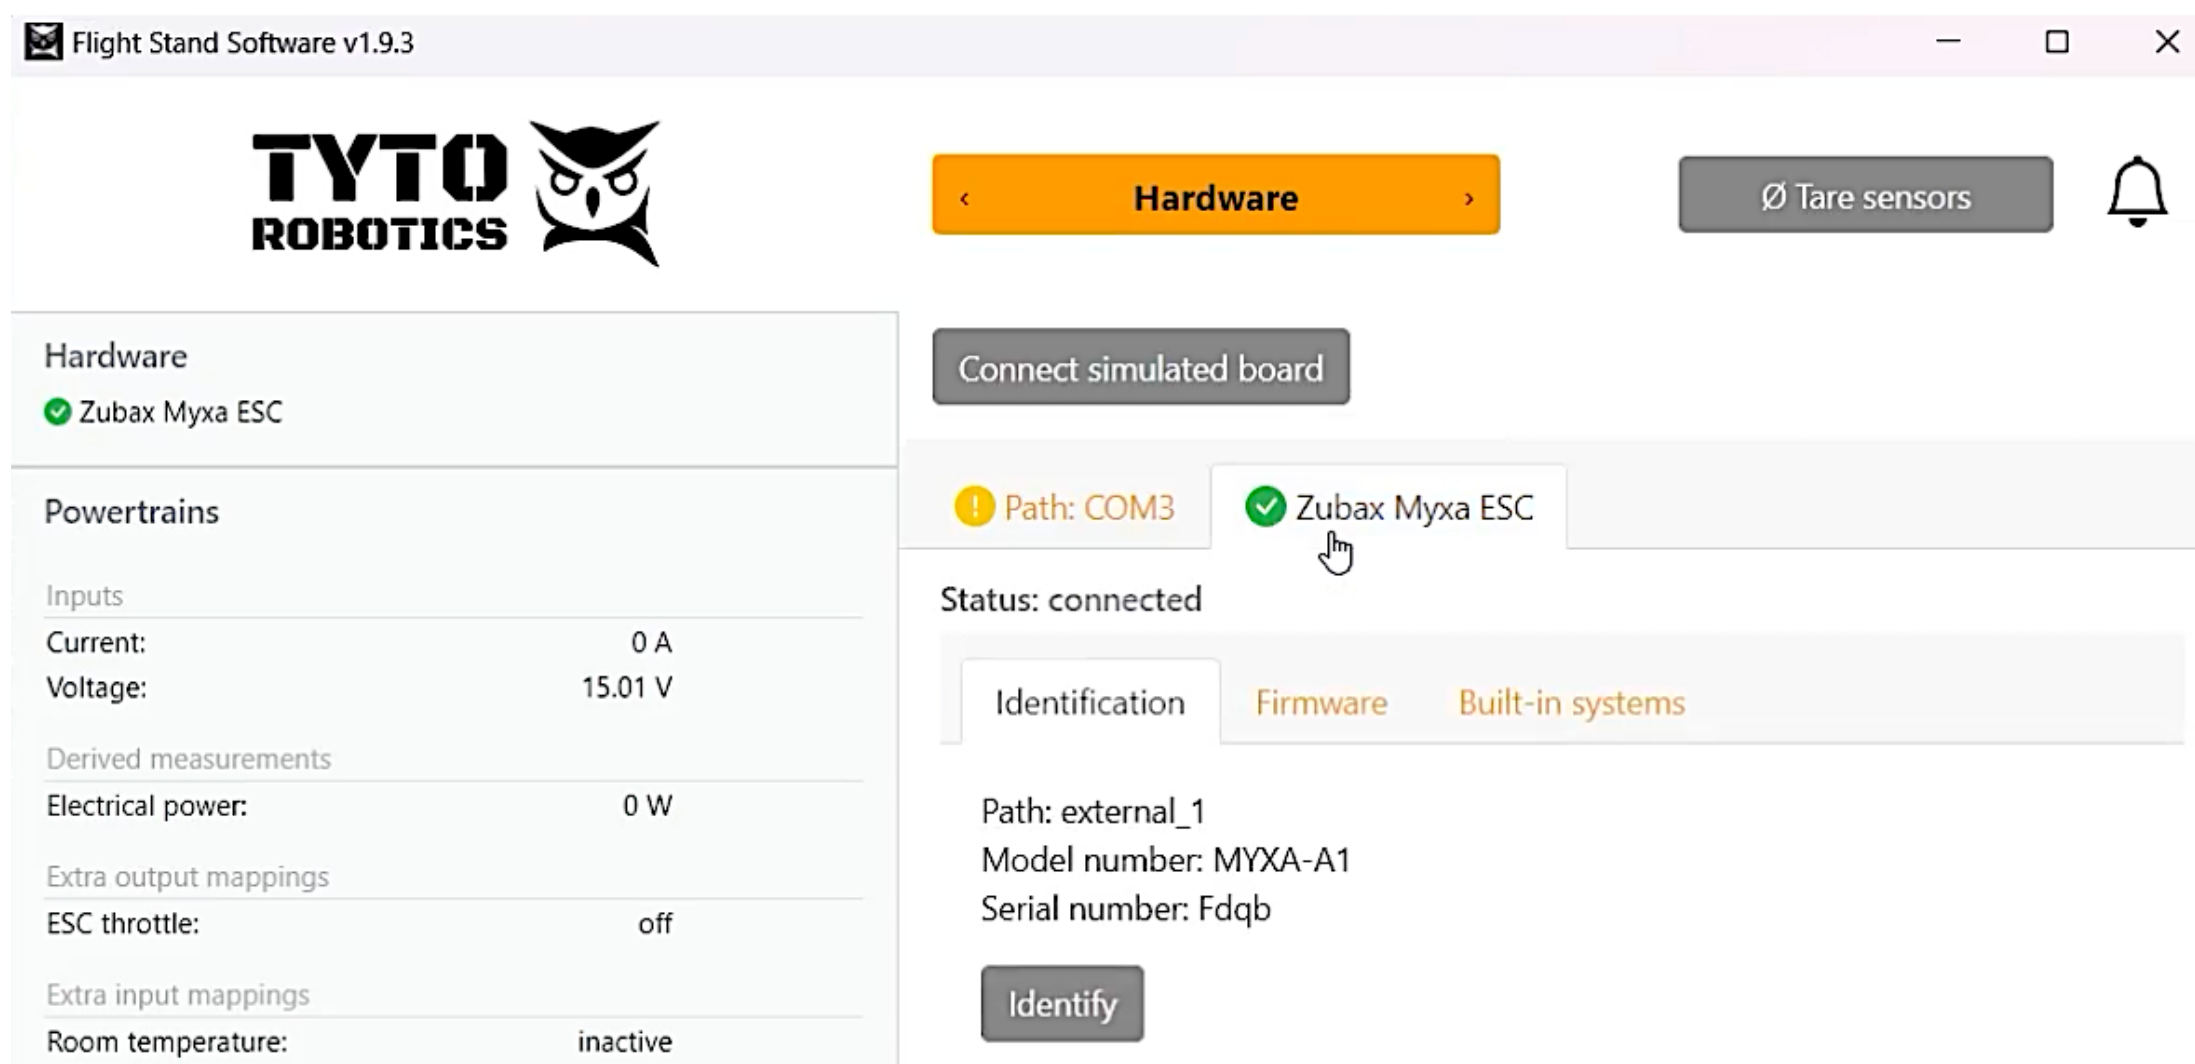 Flight Stand Software v1.9.3
TYTO
ROBOTICS
‹ Hardware ›
Ø Tare sensors
Hardware
Zubax Myxa ESC
Powertrains
Inputs
Current: 0 A
Voltage: 15.01 V
Derived measurements
Electrical power: 0 W
Extra output mappings
ESC throttle: off
Extra input mappings
Room temperature: inactive
Connect simulated board
! Path: COM3
Zubax Myxa ESC
Status: connected
Identification Firmware Built-in systems
Path: external_1
Model number: MYXA-A1
Serial number: Fdqb
Identify